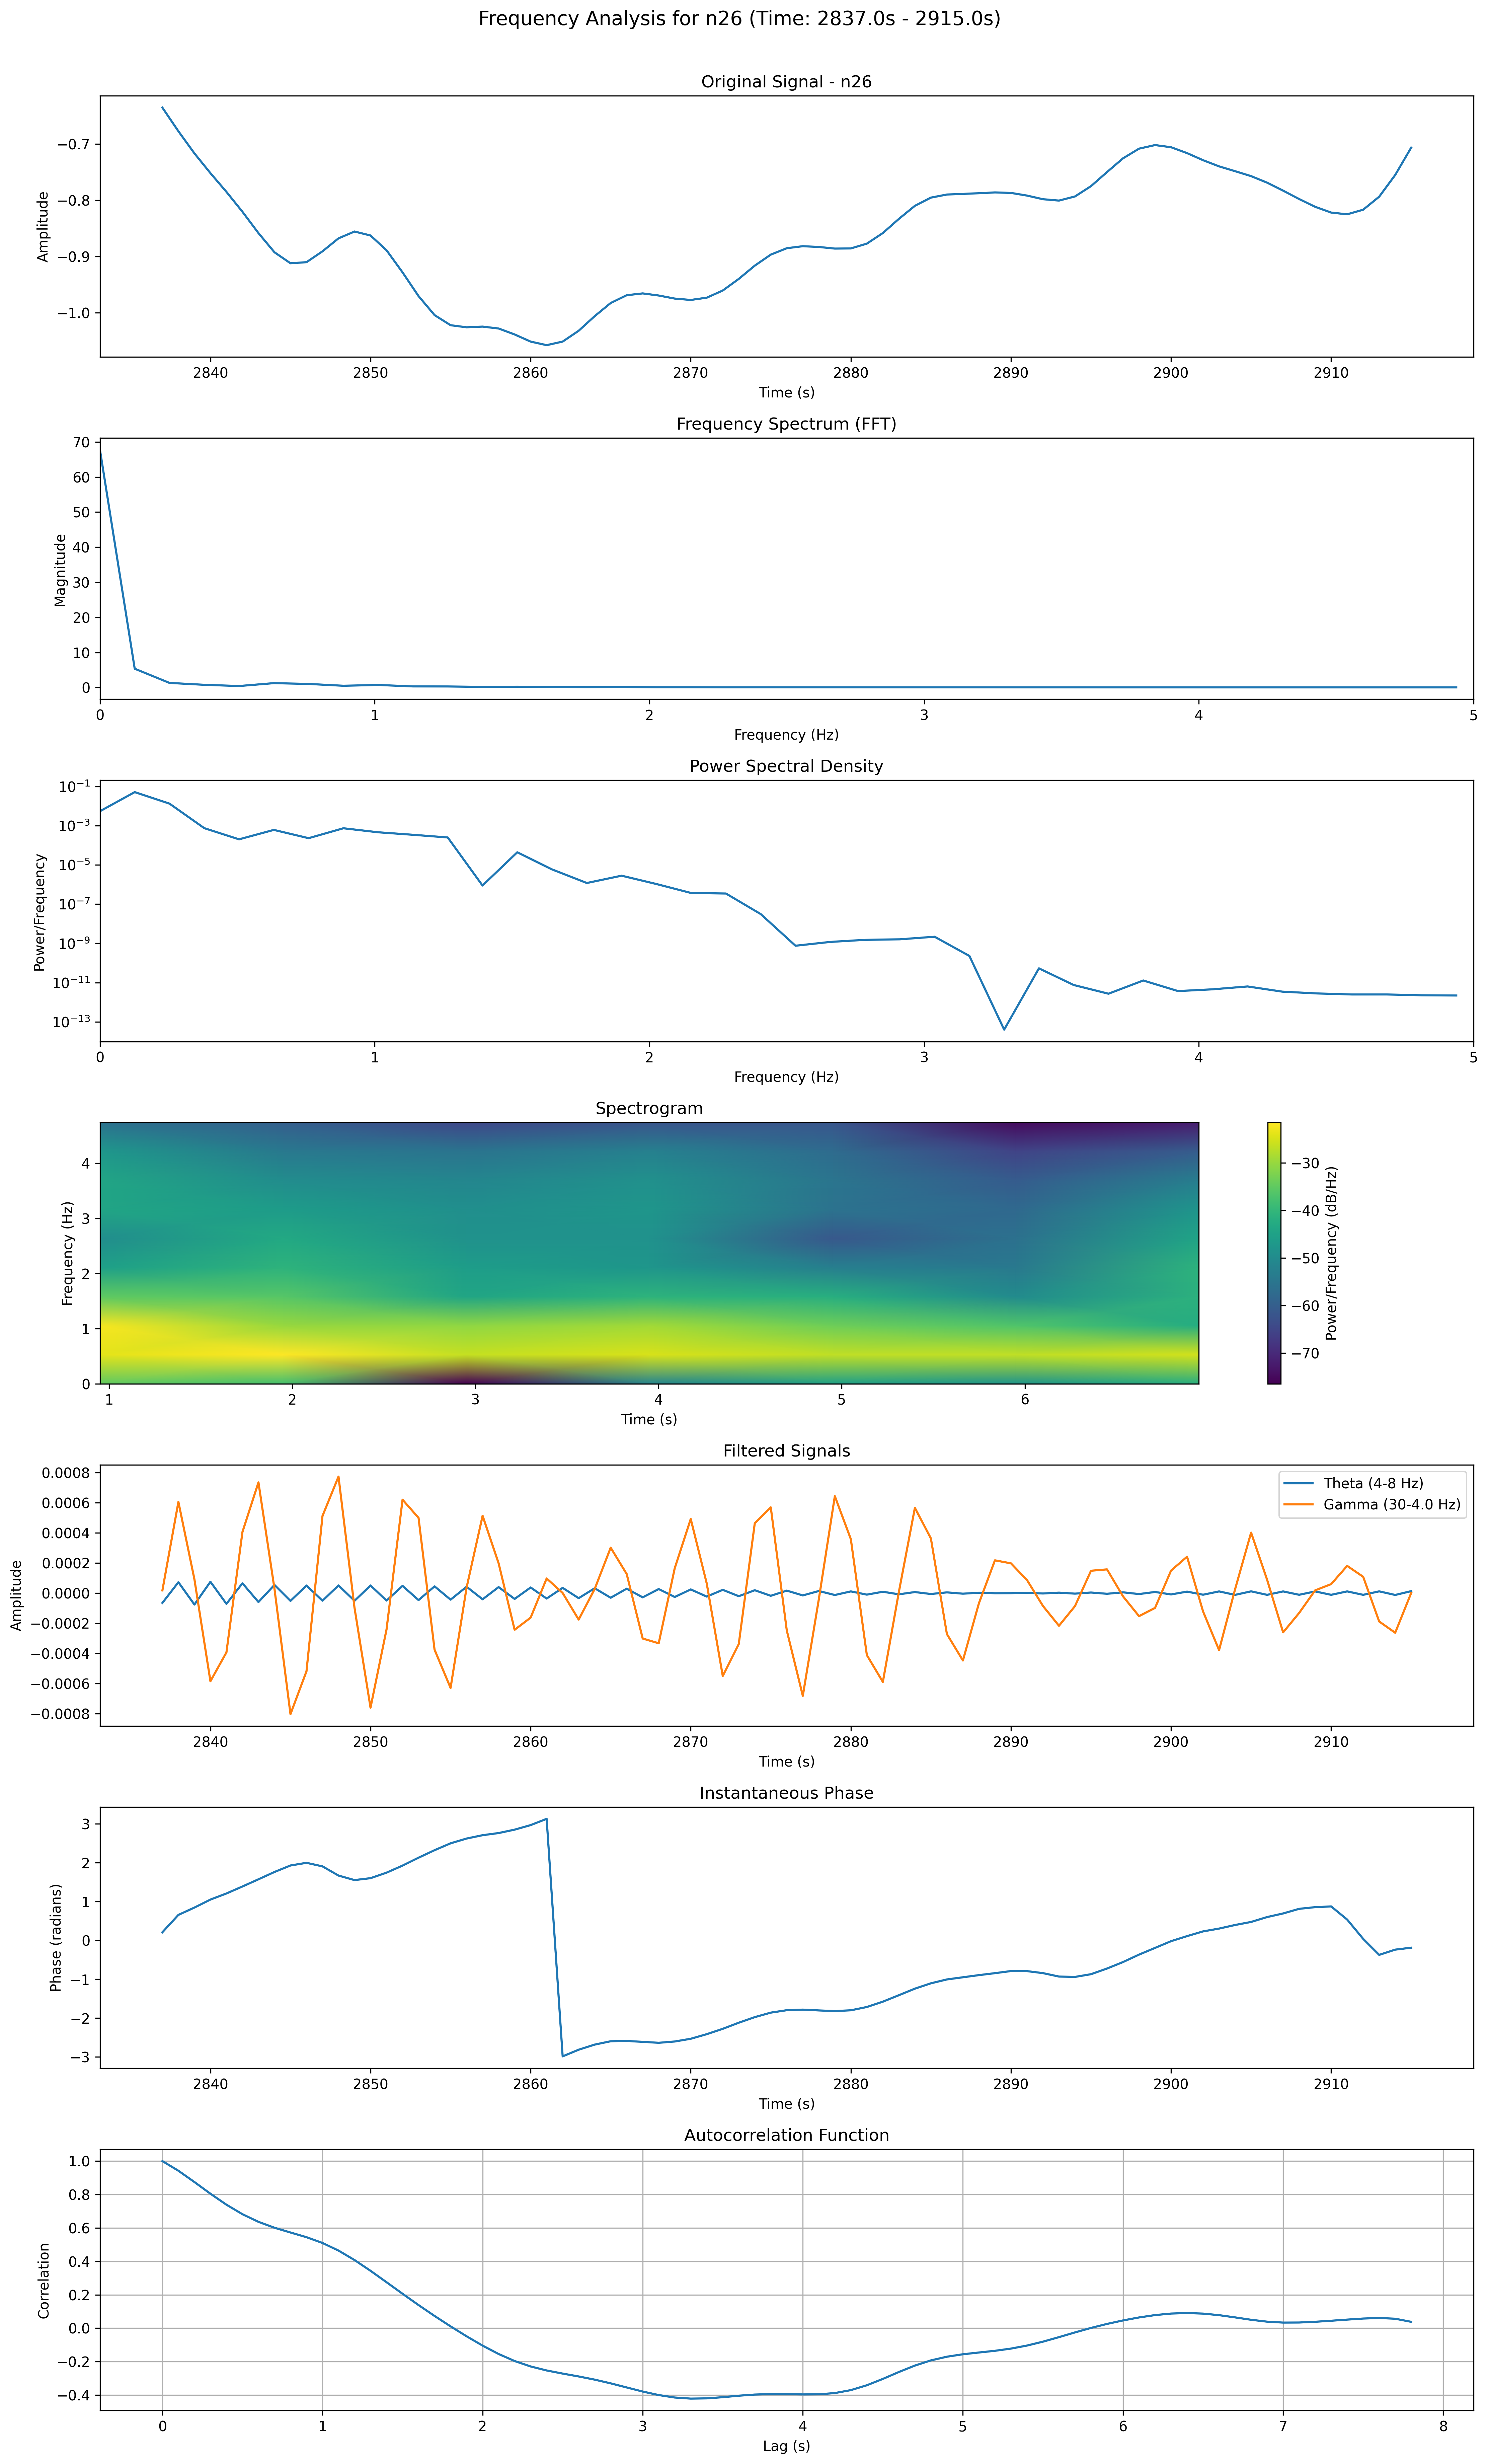 Frequency Analysis for n26 (Time: 2837.0s - 2915.0s)
Original Signal - n26
Amplitude
−0.7
−0.8
−0.9
−1.0
2840 2850 2860 2870 2880 2890 2900 2910
Time (s)
Frequency Spectrum (FFT)
Magnitude
70
60
50
40
30
20
10
0
0 1 2 3 4 5
Frequency (Hz)
Power Spectral Density
Power/Frequency
10⁻¹
10⁻³
10⁻⁵
10⁻⁷
10⁻⁹
10⁻¹¹
10⁻¹³
0 1 2 3 4 5
Frequency (Hz)
Spectrogram
Frequency (Hz)
4
3
2
1
0
1 2 3 4 5 6
Time (s)
−30
−40
−50
−60
−70
Power/Frequency (dB/Hz)
Filtered Signals
Amplitude
0.0008
0.0006
0.0004
0.0002
0.0000
−0.0002
−0.0004
−0.0006
−0.0008
Theta (4-8 Hz)
Gamma (30-4.0 Hz)
2840 2850 2860 2870 2880 2890 2900 2910
Time (s)
Instantaneous Phase
Phase (radians)
3
2
1
0
−1
−2
−3
2840 2850 2860 2870 2880 2890 2900 2910
Time (s)
Autocorrelation Function
Correlation
1.0
0.8
0.6
0.4
0.2
0.0
−0.2
−0.4
0 1 2 3 4 5 6 7 8
Lag (s)